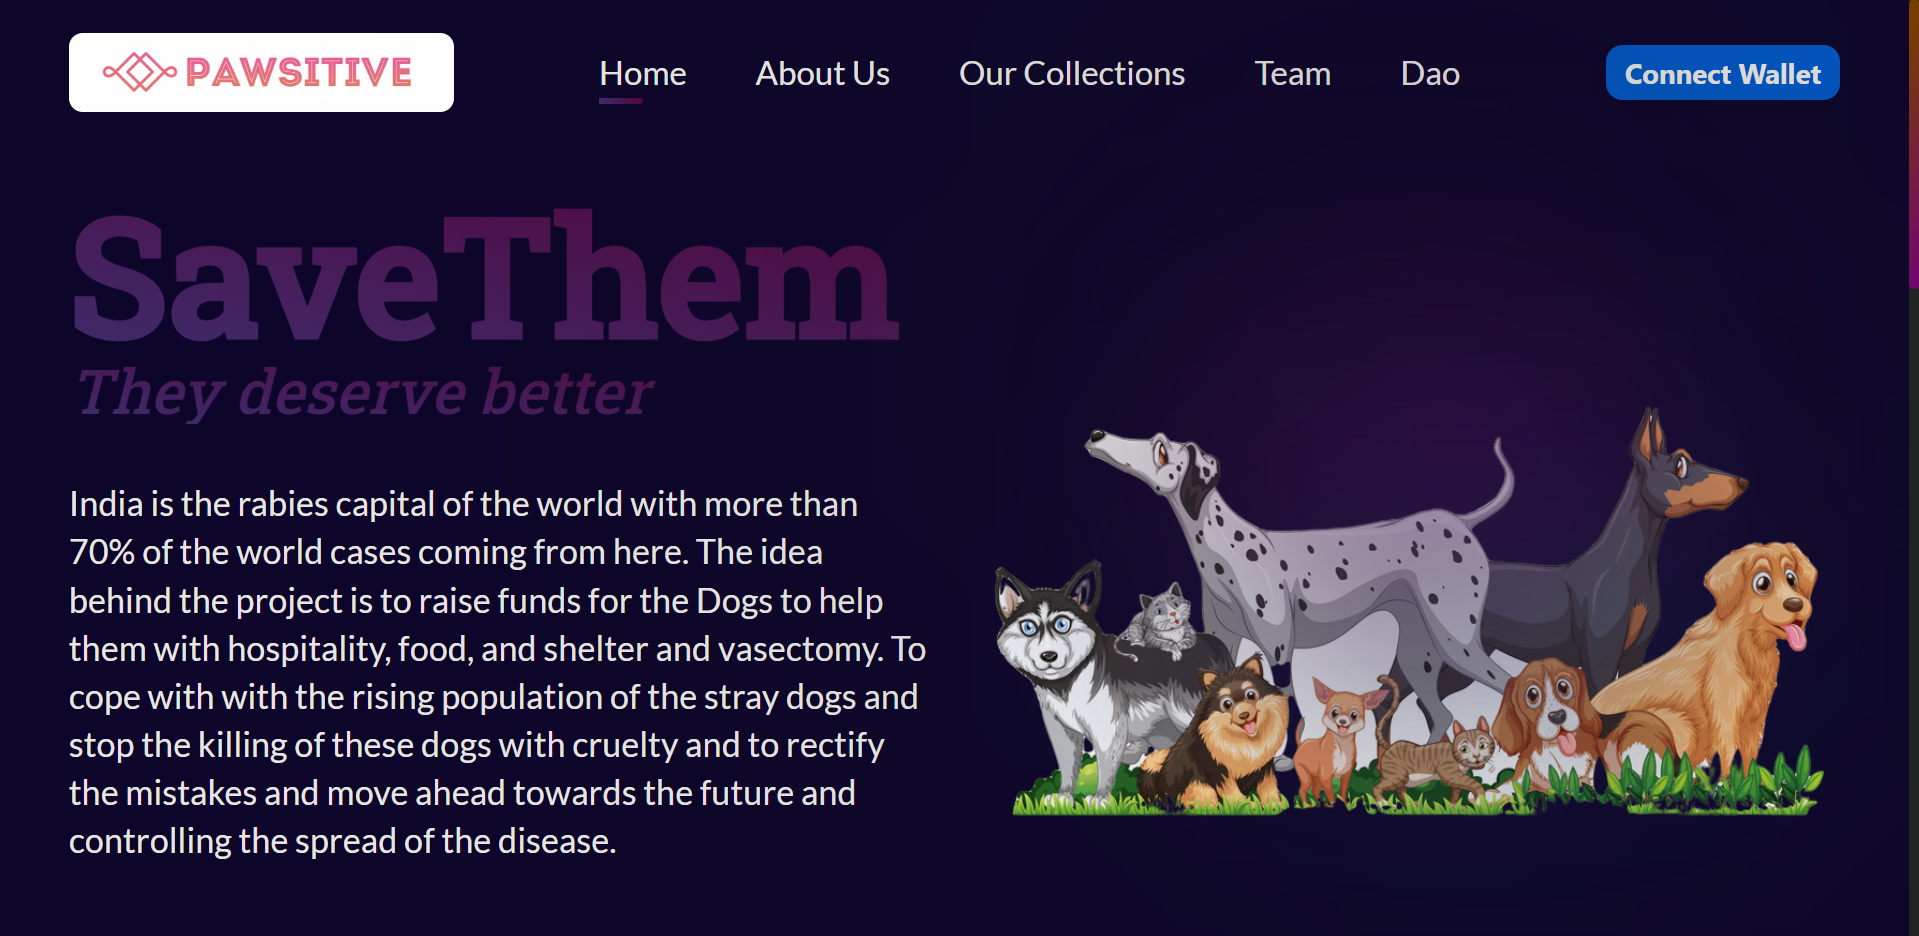 PAWSITIVE
Home About Us Our Collections Team Dao Connect Wallet
SaveThem
They deserve better
India is the rabies capital of the world with more than
70% of the world cases coming from here. The idea
behind the project is to raise funds for the Dogs to help
them with hospitality, food, and shelter and vasectomy. To
cope with with the rising population of the stray dogs and
stop the killing of these dogs with cruelty and to rectify
the mistakes and move ahead towards the future and
controlling the spread of the disease.